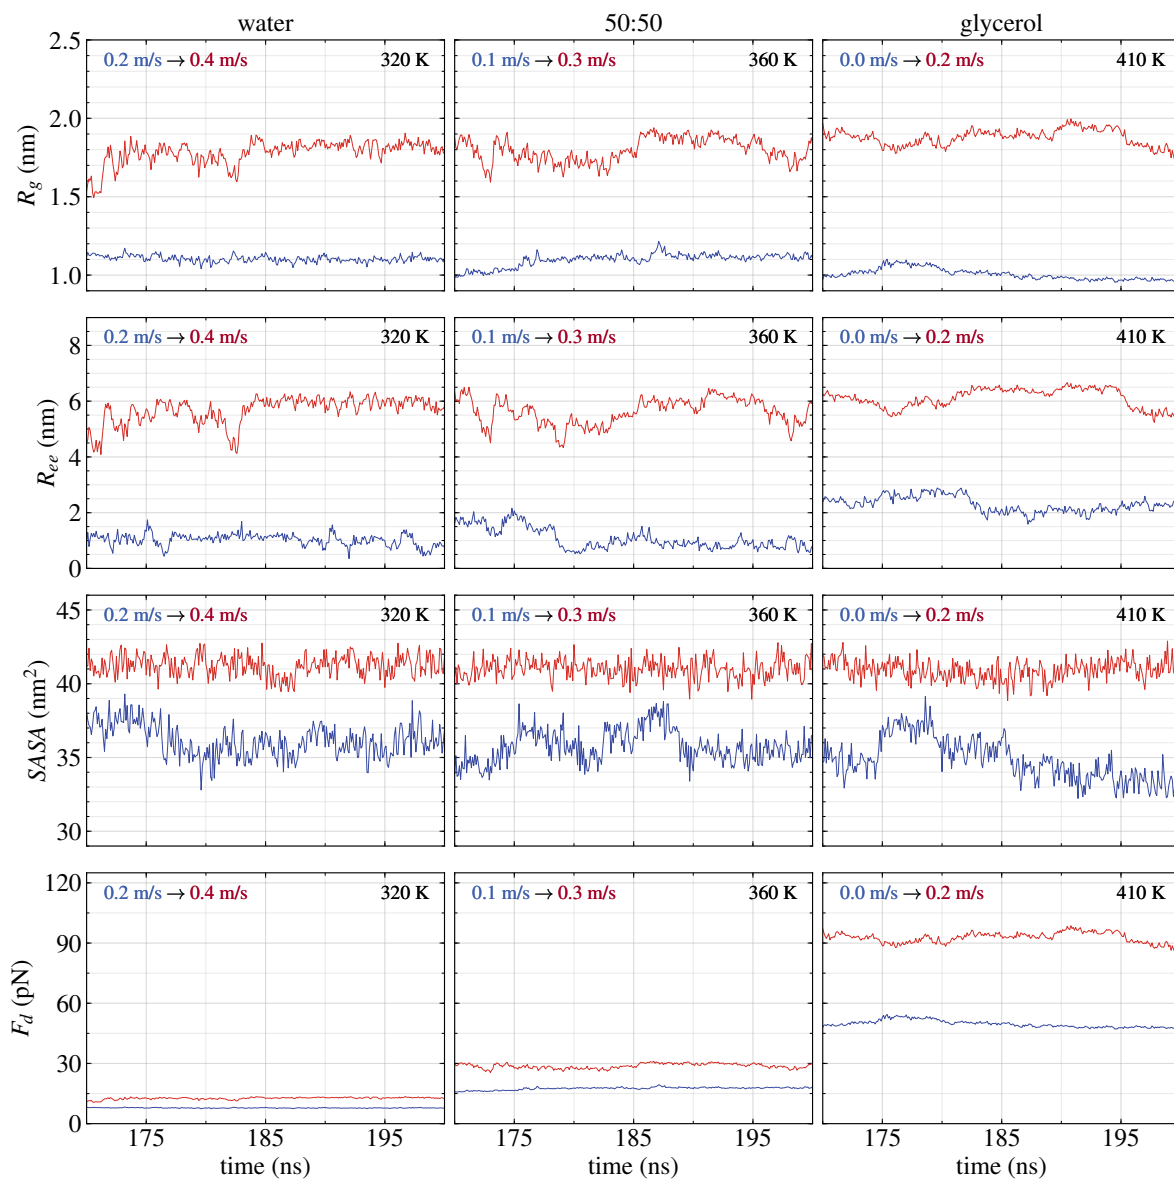 water 50:50 glycerol
2.5 0.2 m/s → 0.4 m/s 320 K 0.1 m/s → 0.3 m/s 360 K 0.0 m/s → 0.2 m/s 410 K
2.0
R_g (nm)
1.5
1.0
8 0.2 m/s → 0.4 m/s 320 K 0.1 m/s → 0.3 m/s 360 K 0.0 m/s → 0.2 m/s 410 K
6
R_ee (nm)
4
2
0
45 0.2 m/s → 0.4 m/s 320 K 0.1 m/s → 0.3 m/s 360 K 0.0 m/s → 0.2 m/s 410 K
40
SASA (nm²)
35
30
120 0.2 m/s → 0.4 m/s 320 K 0.1 m/s → 0.3 m/s 360 K 0.0 m/s → 0.2 m/s 410 K
90
F_d (pN)
60
30
0
175 185 195 175 185 195 175 185 195
time (ns) time (ns) time (ns)